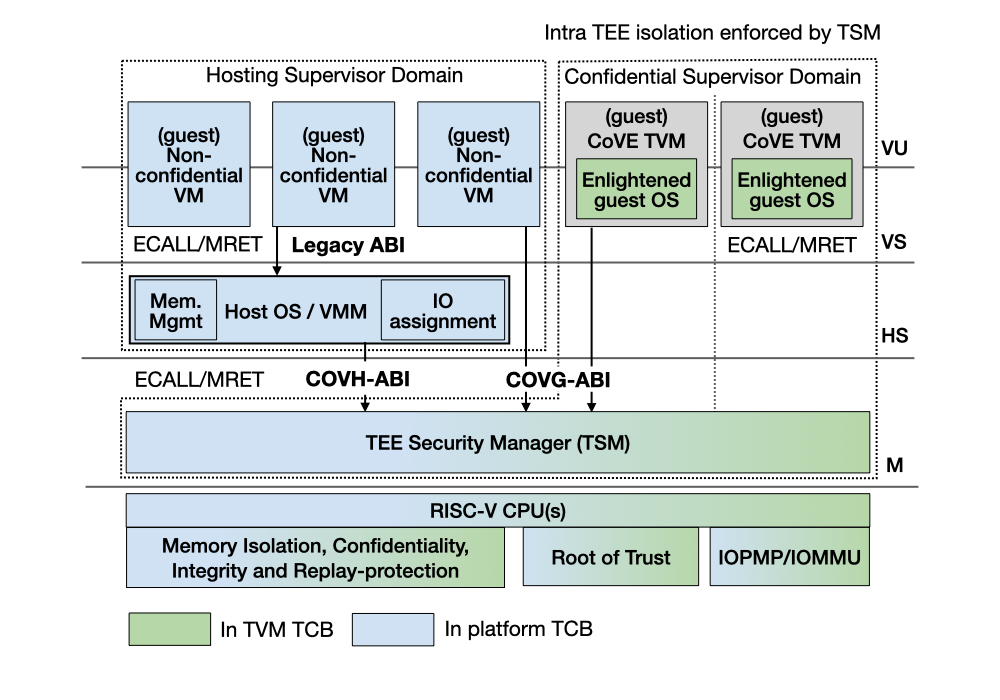 Intra TEE isolation enforced by TSM
Hosting Supervisor Domain
Confidential Supervisor Domain
(guest)
Non-
confidential
VM
(guest)
Non-
confidential
VM
(guest)
Non-
confidential
VM
(guest)
CoVE TVM
Enlightened
guest OS
(guest)
CoVE TVM
Enlightened
guest OS
VU
ECALL/MRET
Legacy ABI
ECALL/MRET
VS
Mem.
Mgmt
Host OS / VMM
IO
assignment
HS
ECALL/MRET
COVH-ABI
COVG-ABI
TEE Security Manager (TSM)
M
RISC-V CPU(s)
Memory Isolation, Confidentiality,
Integrity and Replay-protection
Root of Trust
IOPMP/IOMMU
In TVM TCB
In platform TCB